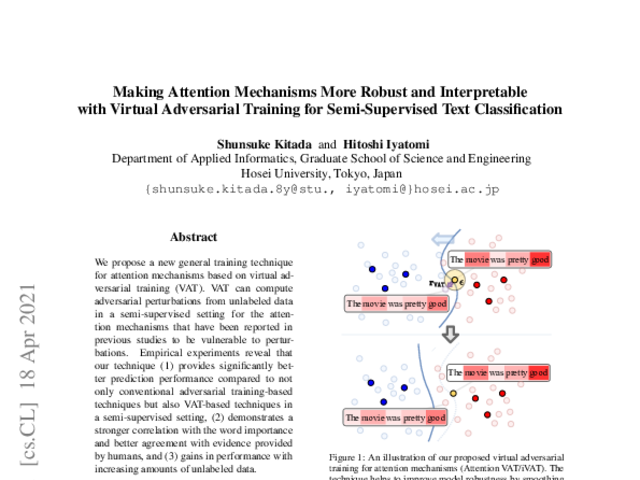 Making Attention Mechanisms More Robust and Interpretable
with Virtual Adversarial Training for Semi-Supervised Text Classification
Shunsuke Kitada and Hitoshi Iyatomi
Department of Applied Informatics, Graduate School of Science and Engineering
Hosei University, Tokyo, Japan
{shunsuke.kitada.8y@stu., iyatomi@}hosei.ac.jp
[cs.CL] 18 Apr 2021
Abstract
We propose a new general training technique
for attention mechanisms based on virtual ad-
versarial training (VAT). VAT can compute
adversarial perturbations from unlabeled data
in a semi-supervised setting for the atten-
tion mechanisms that have been reported in
previous studies to be vulnerable to pertur-
bations. Empirical experiments reveal that
our technique (1) provides significantly bet-
ter prediction performance compared to not
only conventional adversarial training-based
techniques but also VAT-based techniques in
a semi-supervised setting, (2) demonstrates a
stronger correlation with the word importance
and better agreement with evidence provided
by humans, and (3) gains in performance with
increasing amounts of unlabeled data.
The movie was pretty good
rVAT
The movie was pretty good
The movie was pretty good
The movie was pretty good
Figure 1: An illustration of our proposed virtual adversarial
training for attention mechanisms (Attention VAT/iVAT). The
technique helps to improve model robustness by smoothing